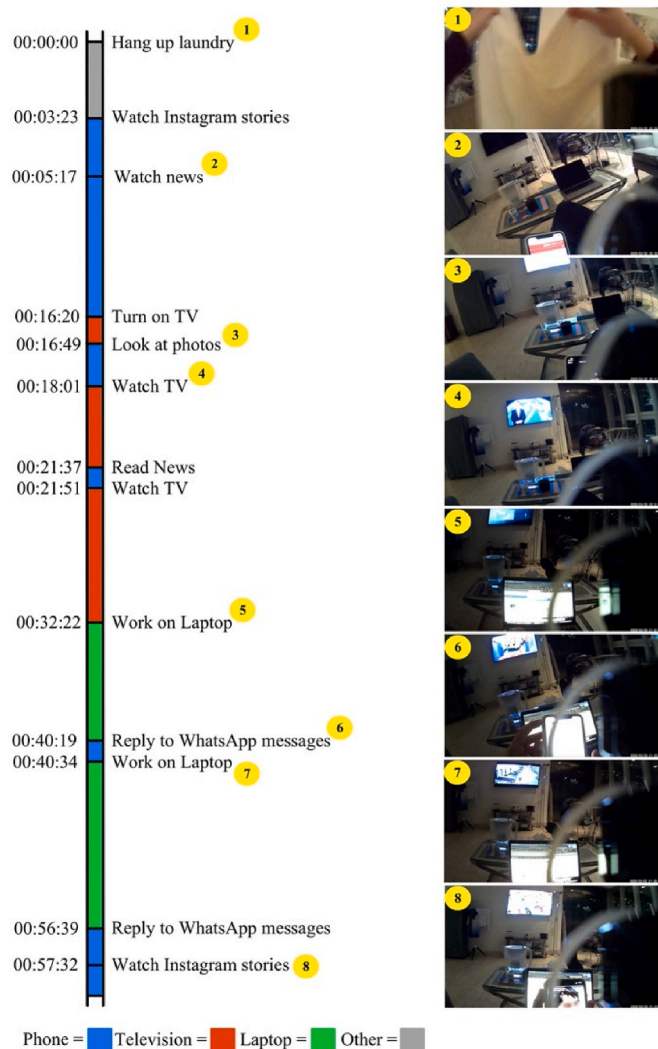 00:00:00 Hang up laundry 1
00:03:23 Watch Instagram stories
00:05:17 Watch news 2
00:16:20 Turn on TV
00:16:49 Look at photos 3
00:18:01 Watch TV 4
00:21:37 Read News
00:21:51 Watch TV
00:32:22 Work on Laptop 5
00:40:19 Reply to WhatsApp messages 6
00:40:34 Work on Laptop 7
00:56:39 Reply to WhatsApp messages
00:57:32 Watch Instagram stories 8
Phone = Television = Laptop = Other =
1
2
3
4
5
6
7
8